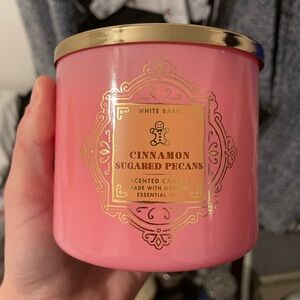 WHITE BARN
CINNAMON
SUGARED PECANS
SCENTED CANDLE
MADE WITH NATURAL
ESSENTIAL OILS